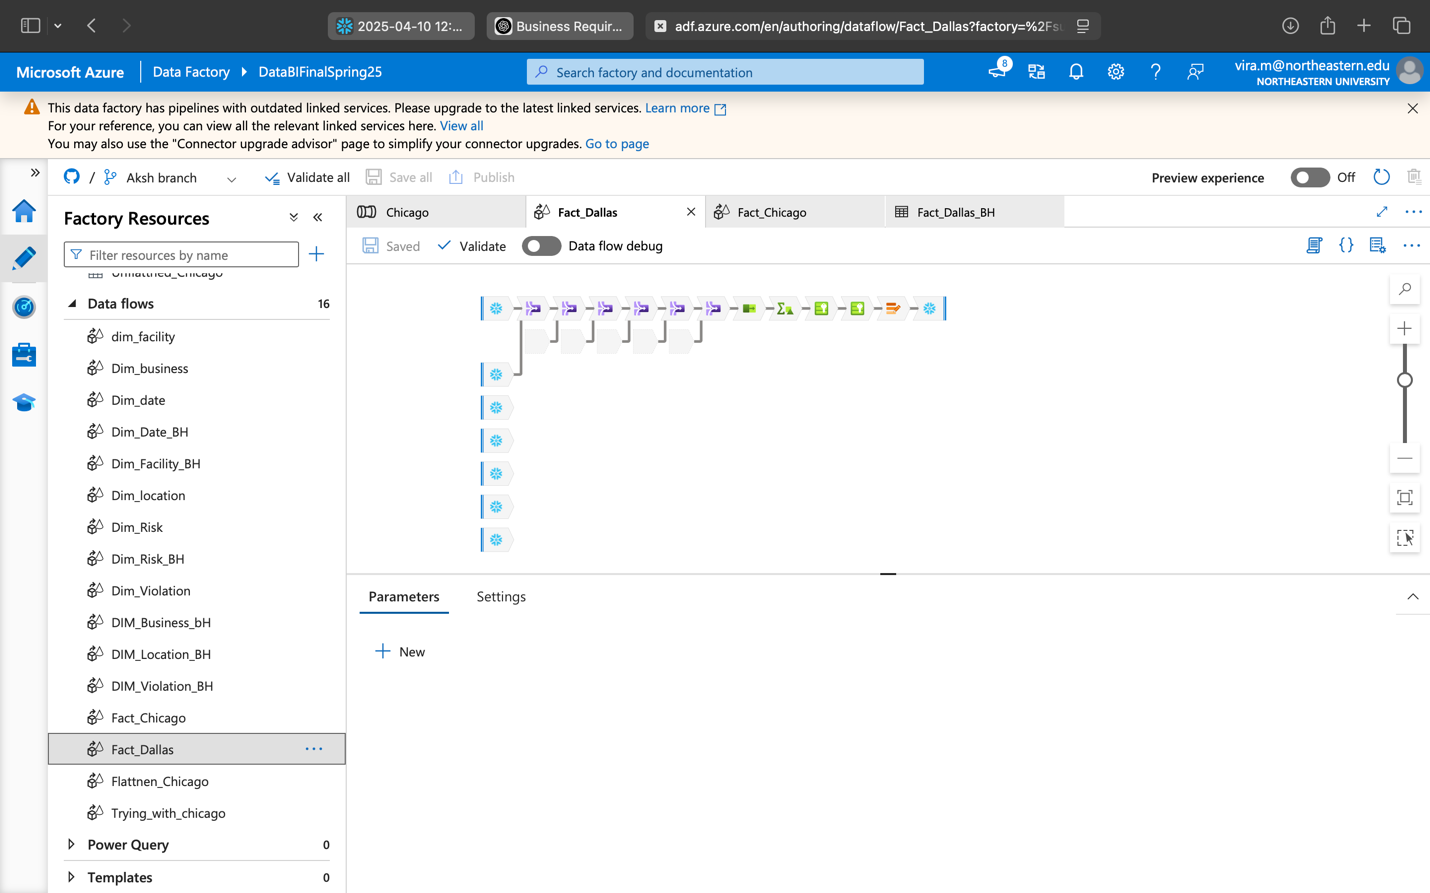 2025-04-10 12:...
Business Requir...
adf.azure.com/en/authoring/dataflow/Fact_Dallas?factory=%2Fsu
Microsoft Azure
Data Factory
DataBIFinalSpring25
Search factory and documentation
8
vira.m@northeastern.edu
NORTHEASTERN UNIVERSITY
This data factory has pipelines with outdated linked services. Please upgrade to the latest linked services. Learn more
For your reference, you can view all the relevant linked services here. View all
You may also use the "Connector upgrade advisor" page to simplify your connector upgrades. Go to page
/
Aksh branch
Validate all
Save all
Publish
Preview experience
Off
Factory Resources
Chicago
Fact_Dallas
Fact_Chicago
Fact_Dallas_BH
Filter resources by name
Saved
Validate
Data flow debug
Unflattned_Chicago
Data flows
16
dim_facility
Dim_business
Dim_date
Dim_Date_BH
Dim_Facility_BH
Dim_location
Dim_Risk
Dim_Risk_BH
Dim_Violation
DIM_Business_bH
DIM_Location_BH
DIM_Violation_BH
Fact_Chicago
Fact_Dallas
Flattnen_Chicago
Trying_with_chicago
Power Query
0
Templates
0
Parameters
Settings
New